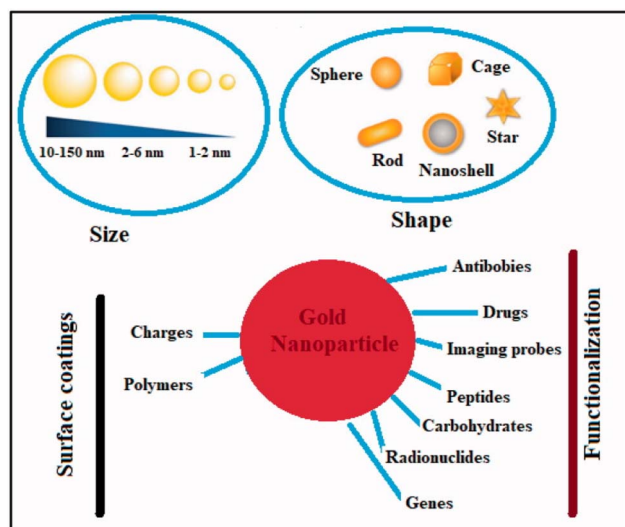 10-150 nm 2-6 nm 1-2 nm
Size
Sphere
Cage
Star
Rod
Nanoshell
Shape
Surface coatings
Charges
Polymers
Gold
Nanoparticle
Antibobies
Drugs
Imaging probes
Peptides
Carbohydrates
Radionuclides
Genes
Functionalization